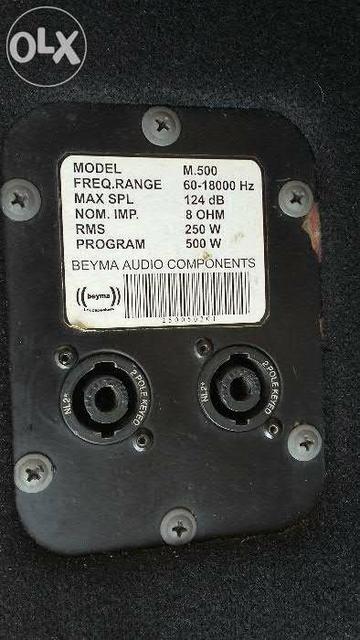 OLX
MODEL M.500
FREQ.RANGE 60-18000 Hz
MAX SPL 124 dB
NOM. IMP. 8 OHM
RMS 250 W
PROGRAM 500 W
BEYMA AUDIO COMPONENTS
beyma
2 POLE KEYED
NL2+
2 POLE KEYED
NL2+